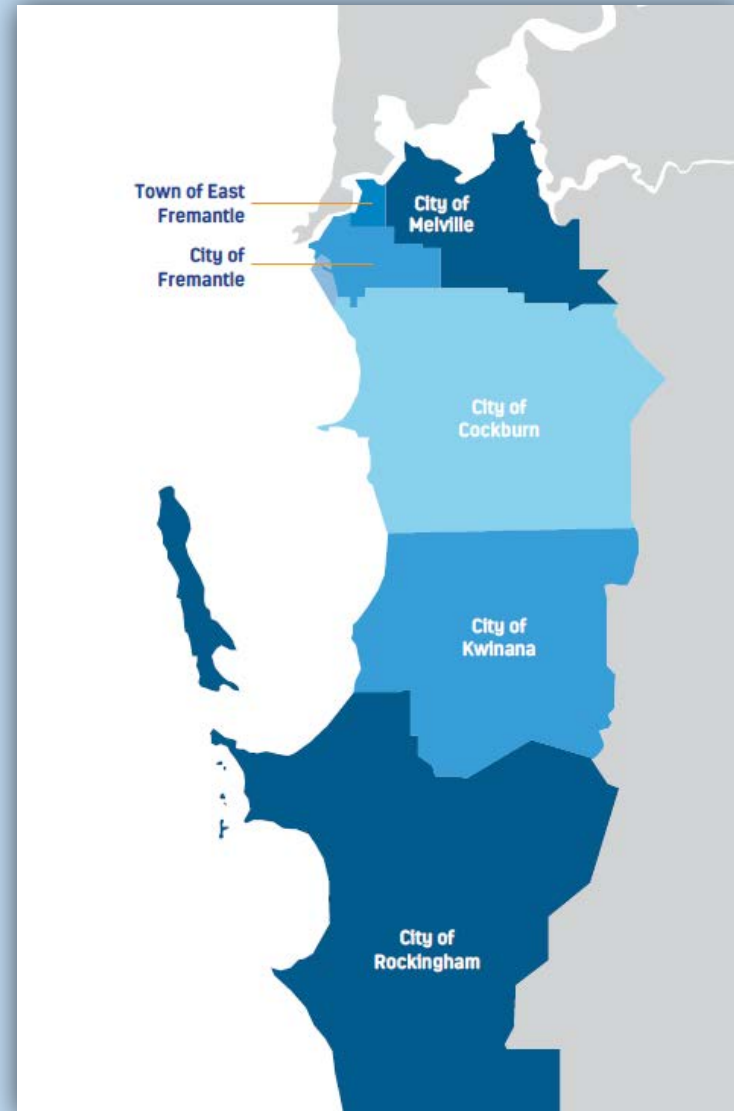 Town of East
Fremantle
City of
Melville
City of
Fremantle
City of
Cockburn
City of
Kwinana
City of
Rockingham